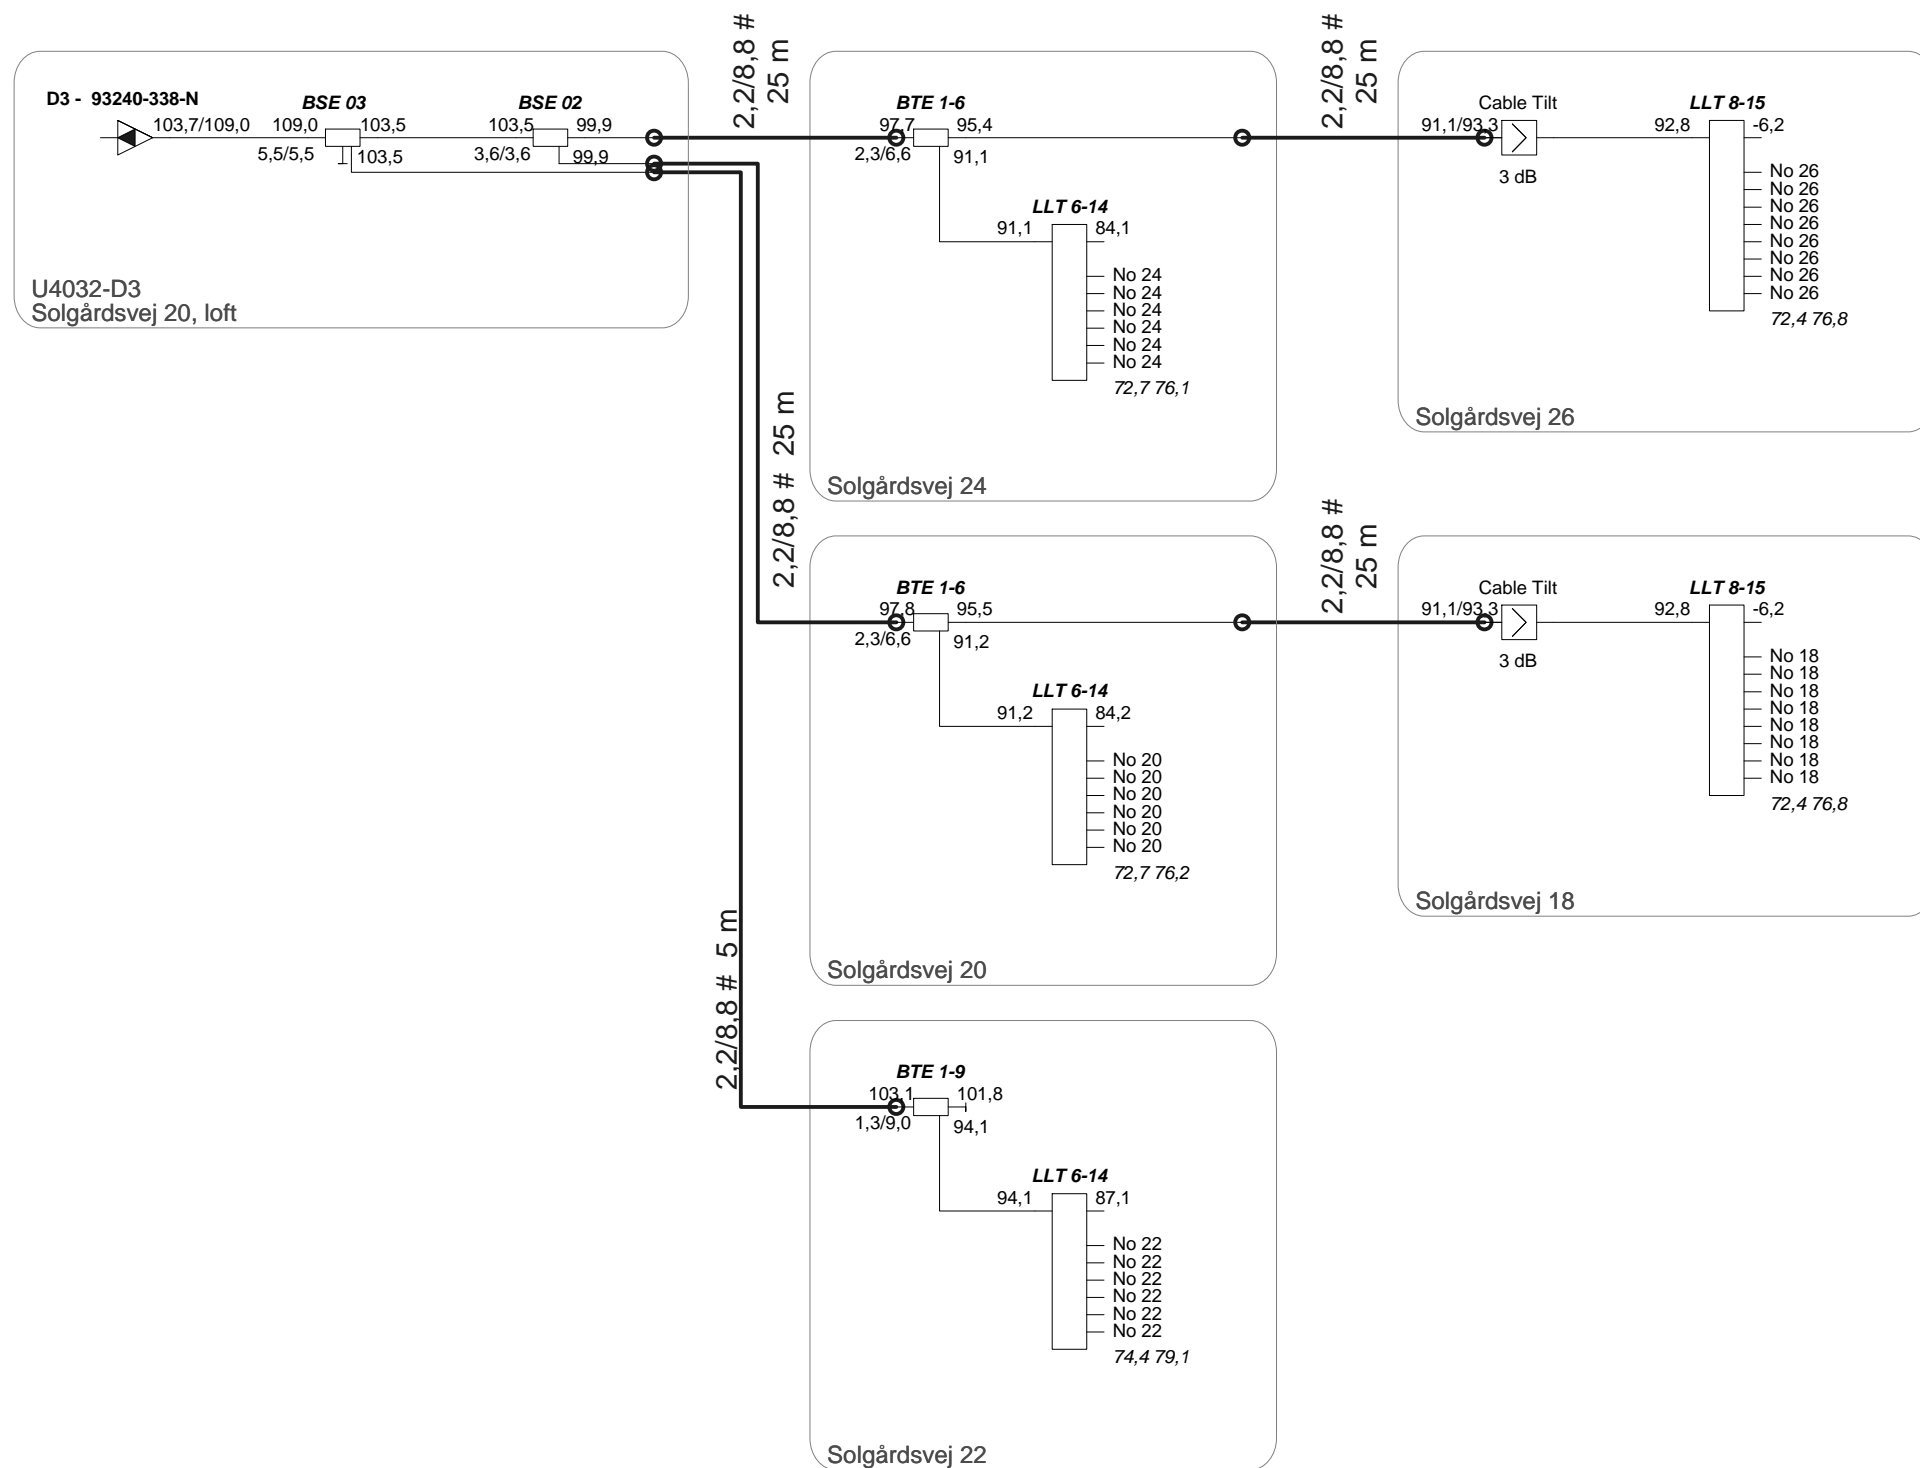 D3 - 93240-338-N
103,7/109,0
BSE 03
109,0
103,5
5,5/5,5
103,5
BSE 02
103,5
99,9
3,6/3,6
99,9
U4032-D3
Solgårdsvej 20, loft
2,2/8,8 #
25 m
BTE 1-6
97,7
95,4
2,3/6,6
91,1
LLT 6-14
91,1
84,1
No 24
No 24
No 24
No 24
No 24
No 24
72,7 76,1
Solgårdsvej 24
2,2/8,8 #
25 m
Cable Tilt
91,1/93,3
3 dB
LLT 8-15
92,8
-6,2
No 26
No 26
No 26
No 26
No 26
No 26
No 26
No 26
72,4 76,8
Solgårdsvej 26
2,2/8,8 # 25 m
BTE 1-6
97,8
95,5
2,3/6,6
91,2
LLT 6-14
91,2
84,2
No 20
No 20
No 20
No 20
No 20
No 20
72,7 76,2
Solgårdsvej 20
2,2/8,8 #
25 m
Cable Tilt
91,1/93,3
3 dB
LLT 8-15
92,8
-6,2
No 18
No 18
No 18
No 18
No 18
No 18
No 18
No 18
72,4 76,8
Solgårdsvej 18
2,2/8,8 # 5 m
BTE 1-9
103,1
101,8
1,3/9,0
94,1
LLT 6-14
94,1
87,1
No 22
No 22
No 22
No 22
No 22
No 22
74,4 79,1
Solgårdsvej 22